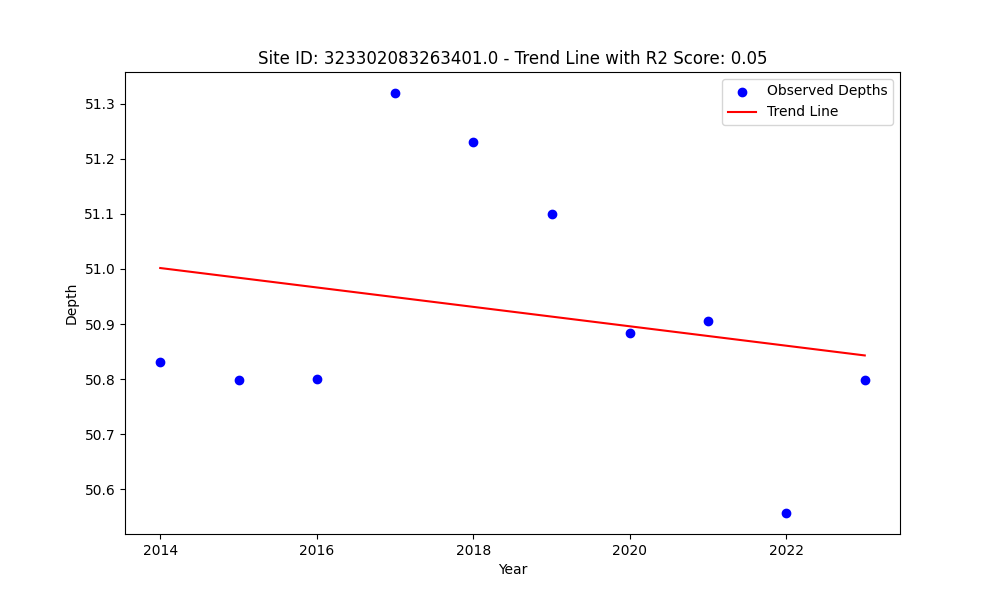 Site ID: 323302083263401.0 - Trend Line with R2 Score: 0.05
Observed Depths
Trend Line
51.3
51.2
51.1
51.0
50.9
50.8
50.7
50.6
Depth
2014
2016
2018
2020
2022
Year